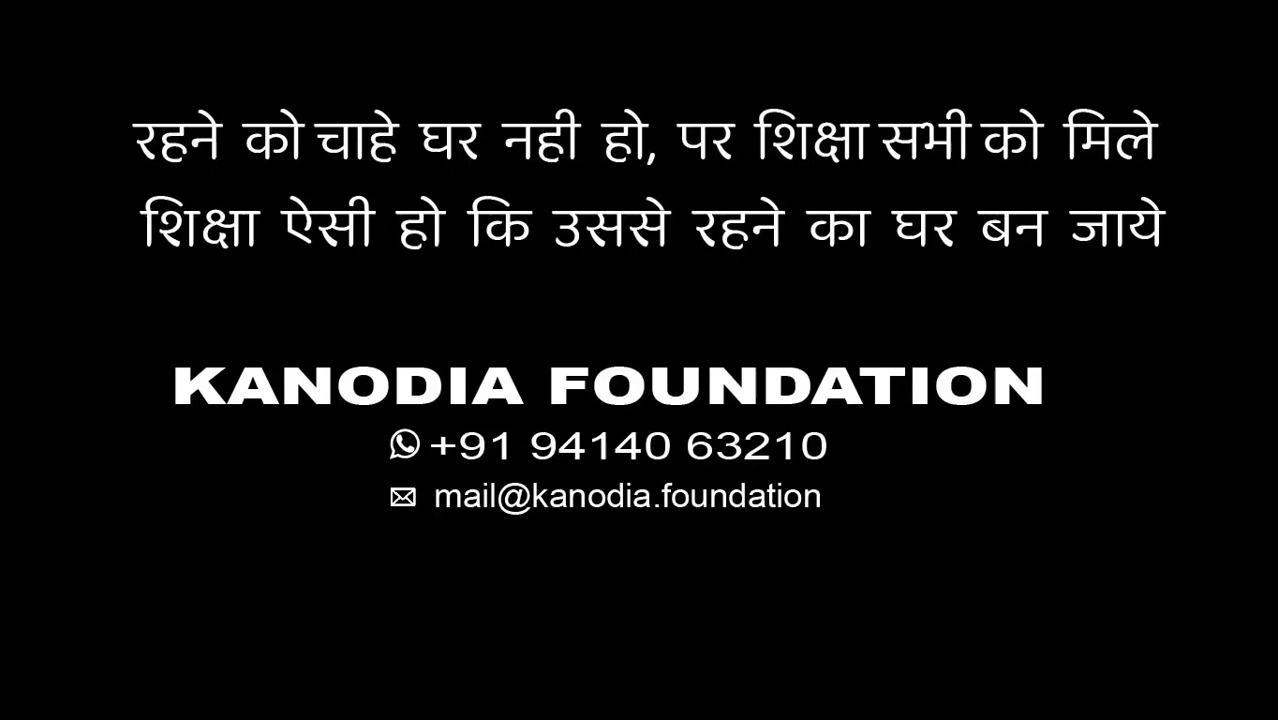 रहने को चाहे घर नही हो, पर शिक्षा सभी को मिले
शिक्षा ऐसी हो कि उससे रहने का घर बन जाये
KANODIA FOUNDATION
+91 94140 63210
mail@kanodia.foundation